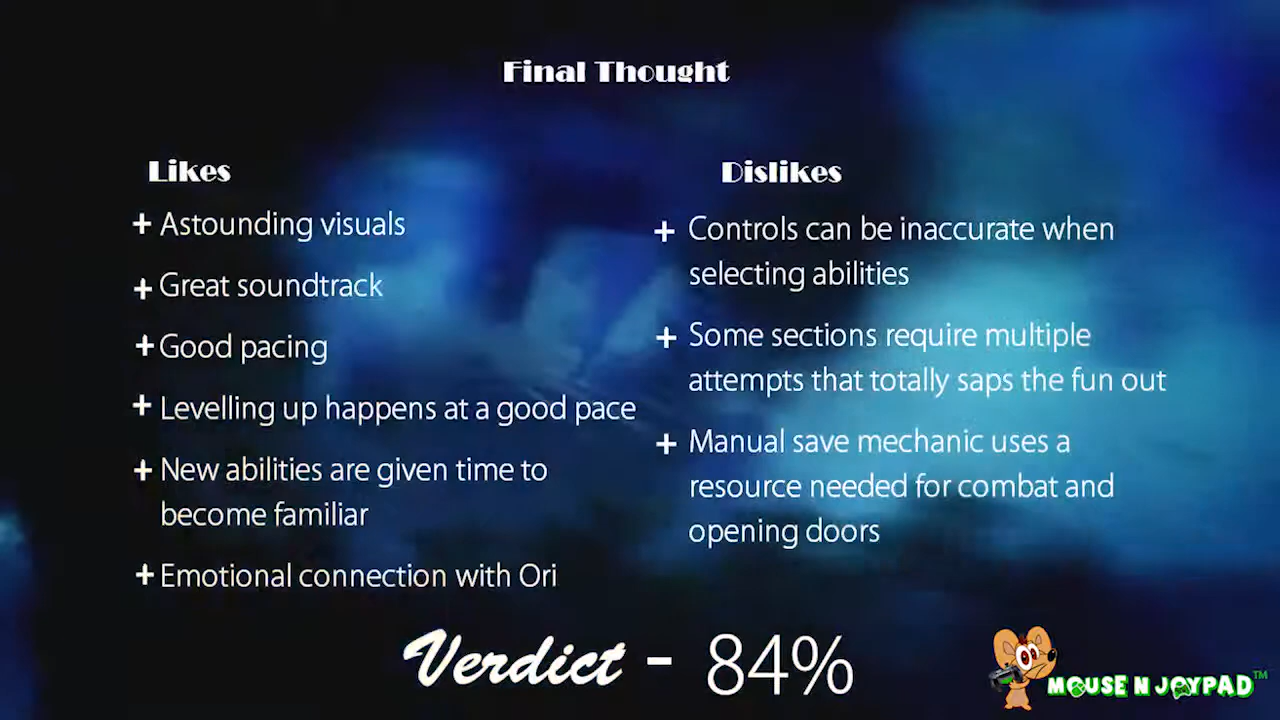 Final Thought
Likes
+ Astounding visuals
+ Great soundtrack
+ Good pacing
+ Levelling up happens at a good pace
+ New abilities are given time to
become familiar
+ Emotional connection with Ori
Dislikes
+ Controls can be inaccurate when
selecting abilities
+ Some sections require multiple
attempts that totally saps the fun out
+ Manual save mechanic uses a
resource needed for combat and
opening doors
Verdict - 84%
MOUSE N JOYPAD™